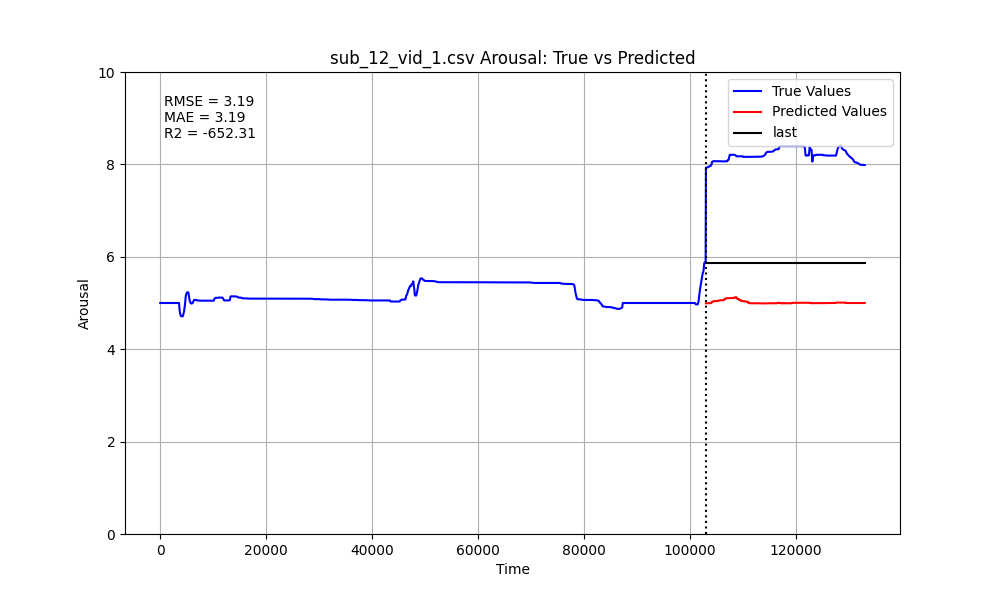 sub_12_vid_1.csv Arousal: True vs Predicted
10
8
6
4
2
0
Arousal
RMSE = 3.19
MAE = 3.19
R2 = -652.31
True Values
Predicted Values
last
0 20000 40000 60000 80000 100000 120000
Time